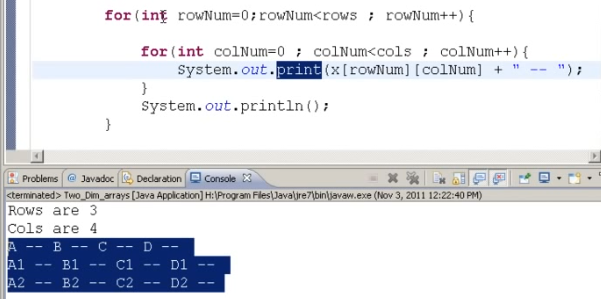 for(int rowNum=0;rowNum<rows ; rowNum++){
for(int colNum=0 ; colNum<cols ; colNum++){
System.out.print(x[rowNum][colNum] + " -- ");
}
System.out.println();
}
Problems @ Javadoc Declaration Console
<terminated> Two_Dim_arrays [Java Application] H:\Program Files\Java\jre7\bin\javaw.exe (Nov 3, 2011 12:22:40 PM)
Rows are 3
Cols are 4
A -- B -- C -- D --
A1 -- B1 -- C1 -- D1 --
A2 -- B2 -- C2 -- D2 --